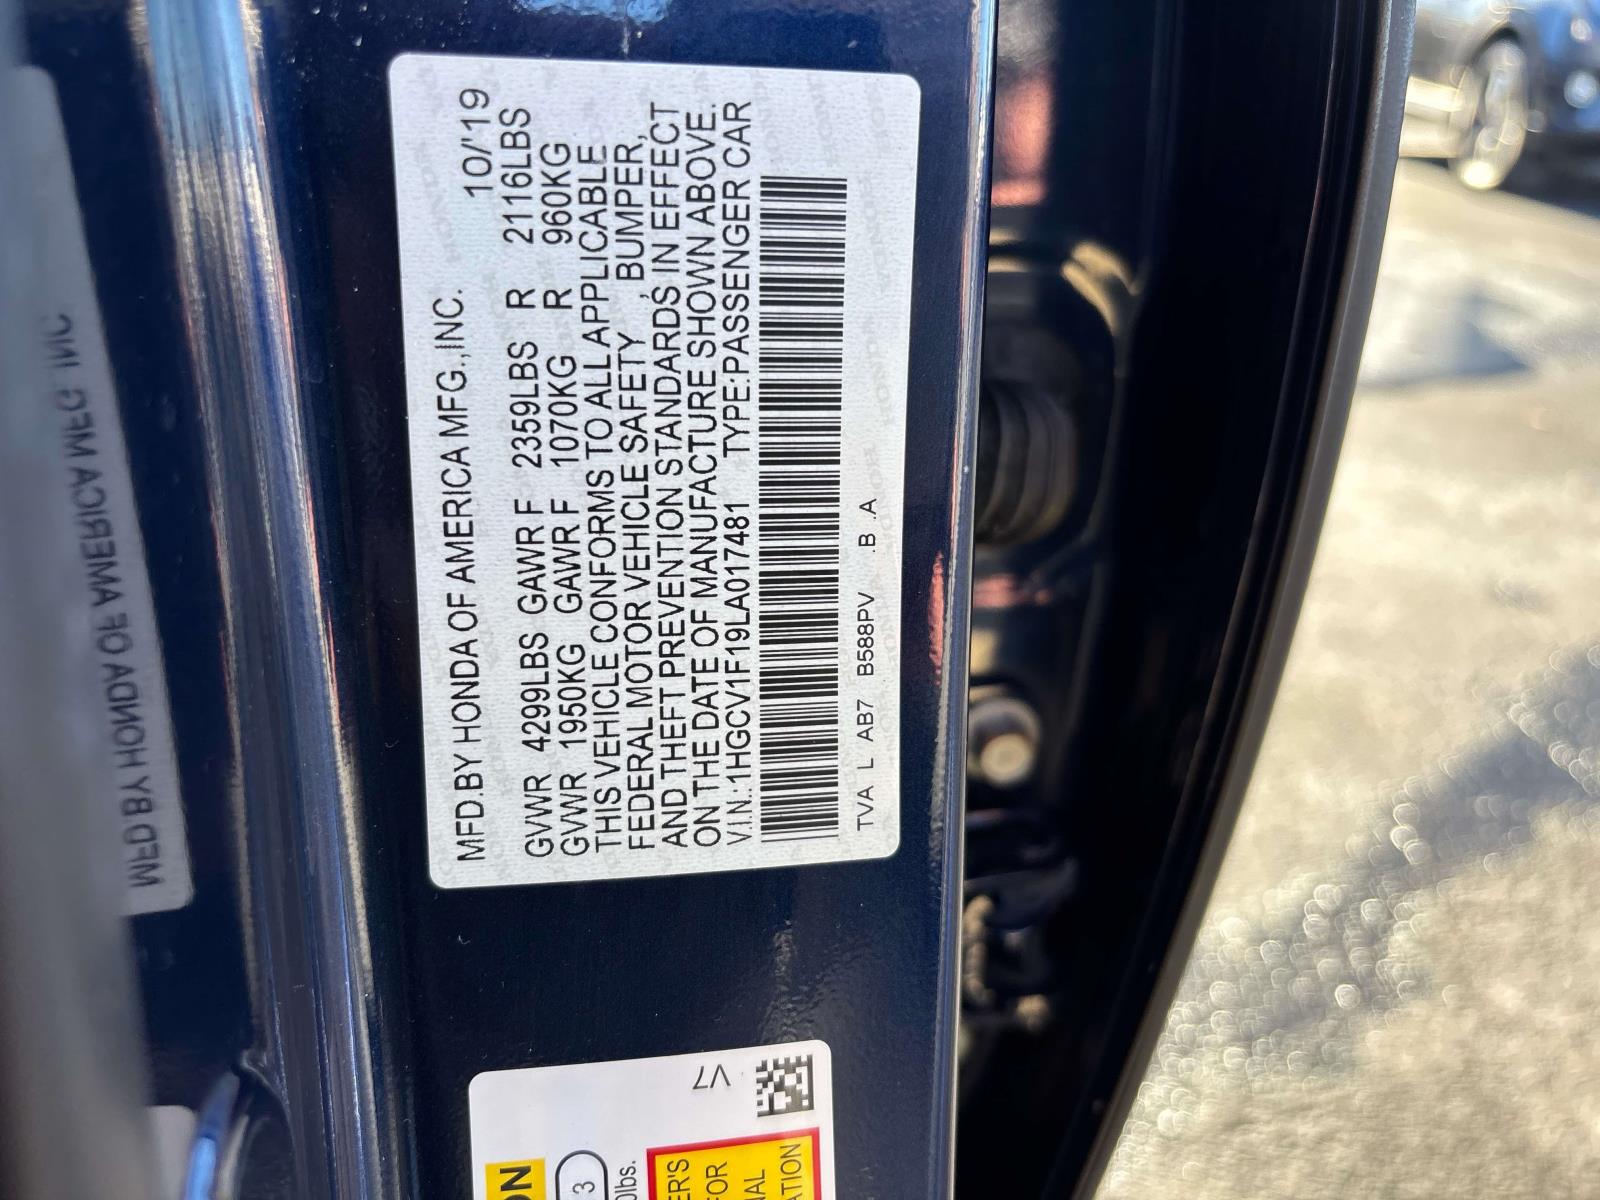 MFD.BY HONDA OF AMERICA MFG.,INC. 10/'19
GVWR 4299LBS GAWR F 2359LBS R 2116LBS
GVWR 1950KG GAWR F 1070KG R 960KG
THIS VEHICLE CONFORMS TO ALL APPLICABLE
FEDERAL MOTOR VEHICLE SAFETY , BUMPER,
AND THEFT PREVENTION STANDARDS IN EFFECT
ON THE DATE OF MANUFACTURE SHOWN ABOVE.
V.I.N.:1HGCV1F19LA017481 TYPE:PASSENGER CAR
TVA L AB7 B588PV .B .A
V7
3
MFD BY HONDA OF AMERICA MFG. INC